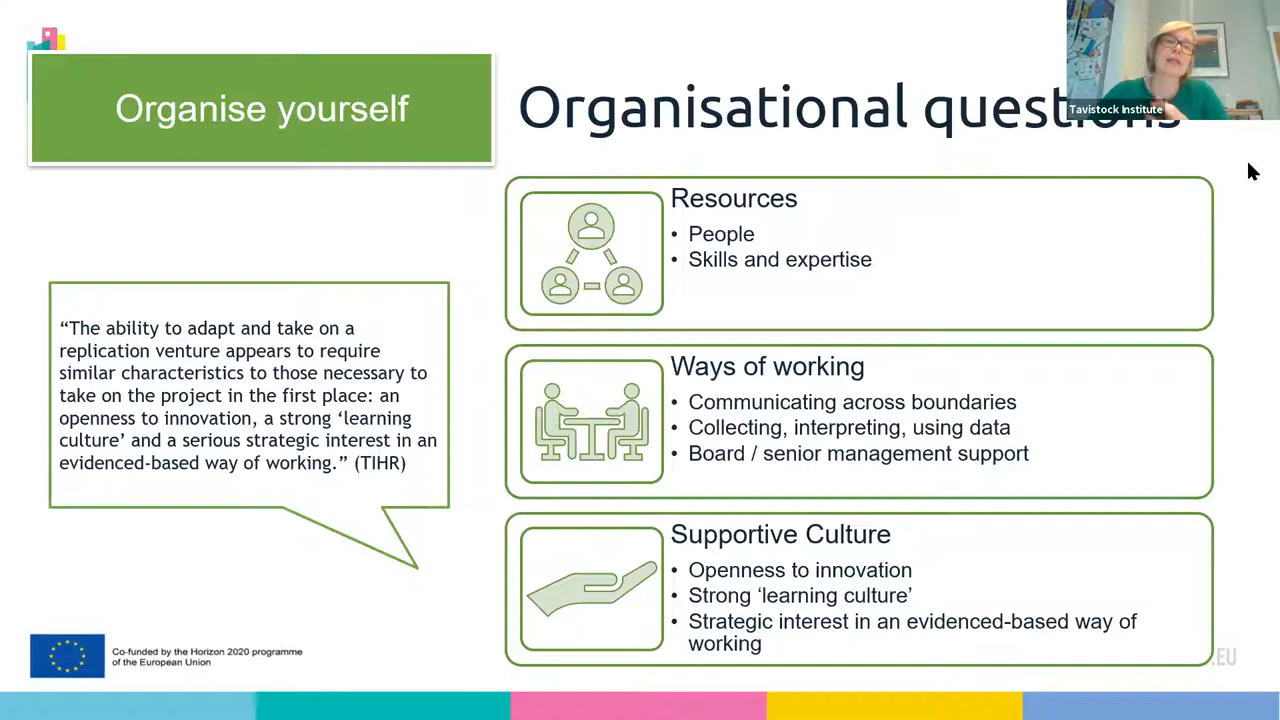 Organise yourself
Organisational questions
Tavistock Institute
Resources
• People
• Skills and expertise
“The ability to adapt and take on a
replication venture appears to require
similar characteristics to those necessary to
take on the project in the first place: an
openness to innovation, a strong ‘learning
culture’ and a serious strategic interest in an
evidenced-based way of working.” (TIHR)
Ways of working
• Communicating across boundaries
• Collecting, interpreting, using data
• Board / senior management support
Supportive Culture
• Openness to innovation
• Strong ‘learning culture’
• Strategic interest in an evidenced-based way of
working
Co-funded by the Horizon 2020 programme
of the European Union
.EU